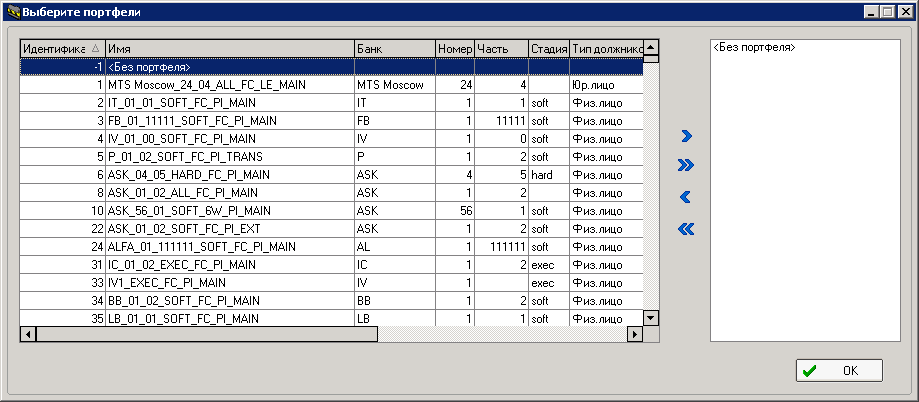 Выберите портфели
Идентифика Имя Банк Номер Часть Стадия Тип должникс
-1 <Без портфеля>
1 MTS Moscow_24_04_ALL_FC_LE_MAIN MTS Moscow 24 4 Юр.лицо
2 IT_01_01_SOFT_FC_PI_MAIN IT 1 1 soft Физ.лицо
3 FB_01_11111_SOFT_FC_PI_MAIN FB 1 11111 soft Физ.лицо
4 IV_01_00_SOFT_FC_PI_MAIN IV 1 0 soft Физ.лицо
5 P_01_02_SOFT_FC_PI_TRANS P 1 2 soft Физ.лицо
6 ASK_04_05_HARD_FC_PI_MAIN ASK 4 5 hard Физ.лицо
8 ASK_01_02_ALL_FC_PI_MAIN ASK 1 2 Физ.лицо
10 ASK_56_01_SOFT_6W_PI_MAIN ASK 56 1 soft Физ.лицо
22 ASK_01_02_SOFT_FC_PI_EXT ASK 1 2 soft Физ.лицо
24 ALFA_01_111111_SOFT_FC_PI_MAIN AL 1 111111 soft Физ.лицо
31 IC_01_02_EXEC_FC_PI_MAIN IC 1 2 exec Физ.лицо
33 IV1_EXEC_FC_PI_MAIN IV 1 exec Физ.лицо
34 BB_01_02_SOFT_FC_PI_MAIN BB 1 2 soft Физ.лицо
35 LB_01_01_SOFT_FC_PI_MAIN LB 1 1 soft Физ.лицо
<Без портфеля>
OK